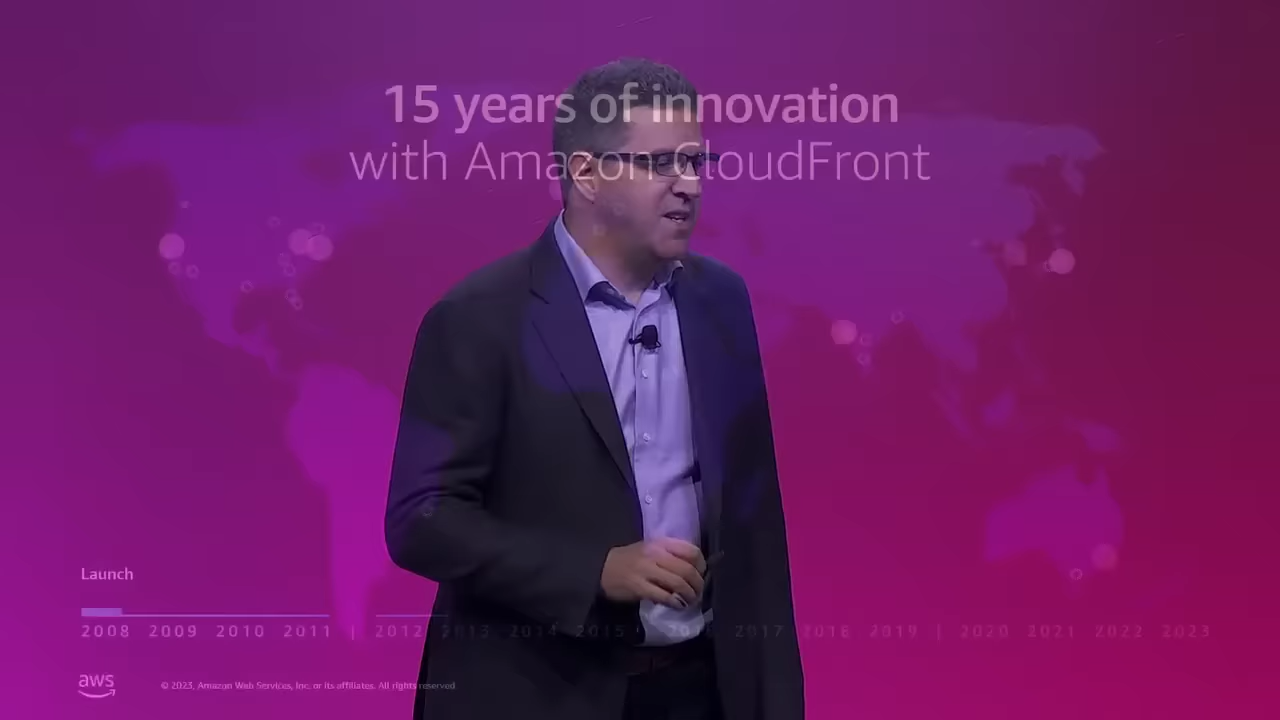 15 years of innovation
with Amazon CloudFront
Launch
2008 2009 2010 2011 | 2012 2013 2014 2015 | 2016 2017 2018 2019 | 2020 2021 2022 2023
aws
© 2023, Amazon Web Services, Inc. or its affiliates. All rights reserved